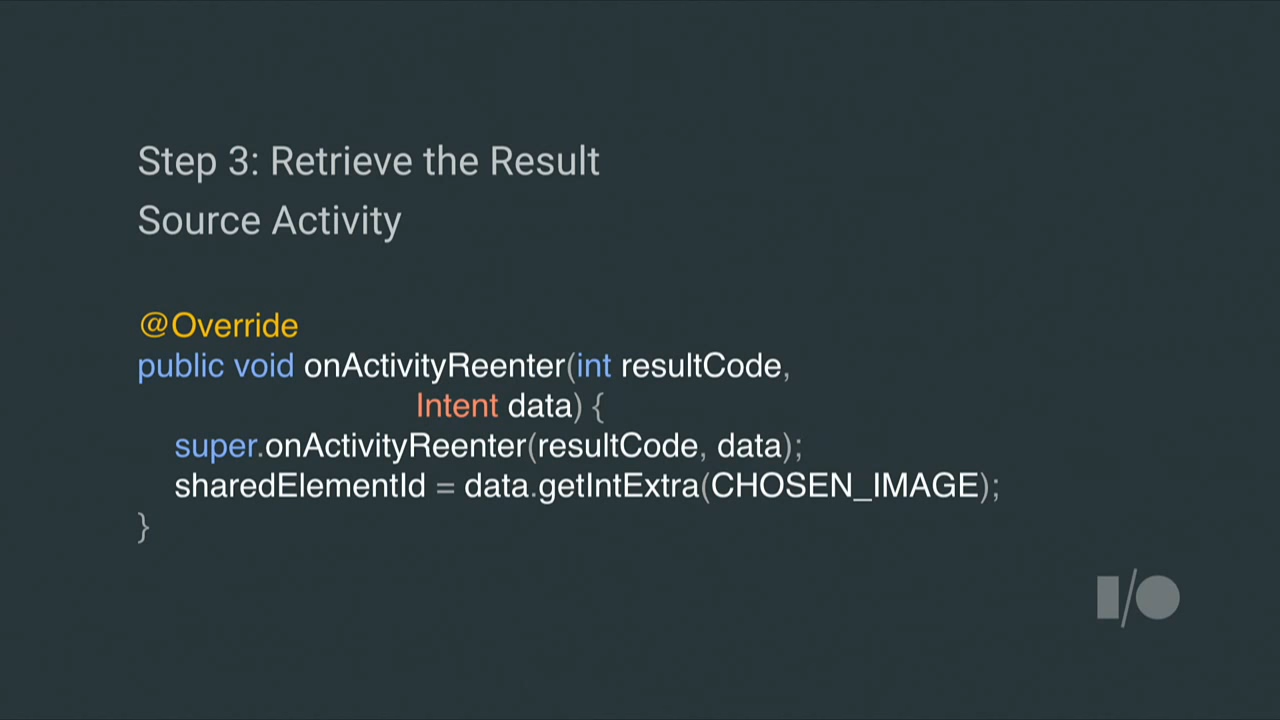 Step 3: Retrieve the Result
Source Activity
@Override
public void onActivityReenter(int resultCode,
Intent data) {
super.onActivityReenter(resultCode, data);
sharedElementId = data.getIntExtra(CHOSEN_IMAGE);
}
I/O